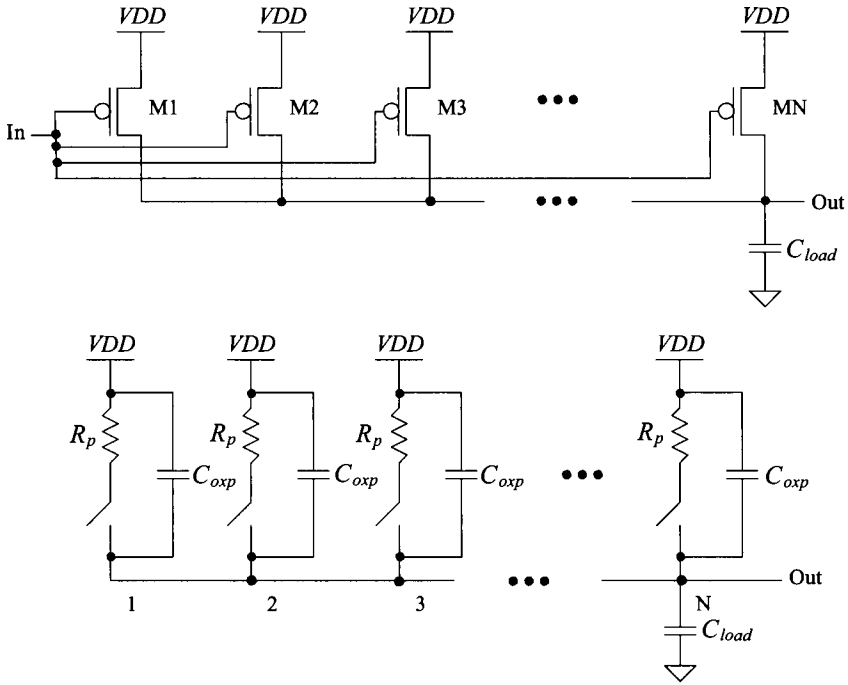 VDD VDD VDD VDD
M1 M2 M3 MN
In
Out
C_load
VDD VDD VDD VDD
R_p R_p R_p R_p
C_oxp C_oxp C_oxp C_oxp
Out
1 2 3 N
C_load